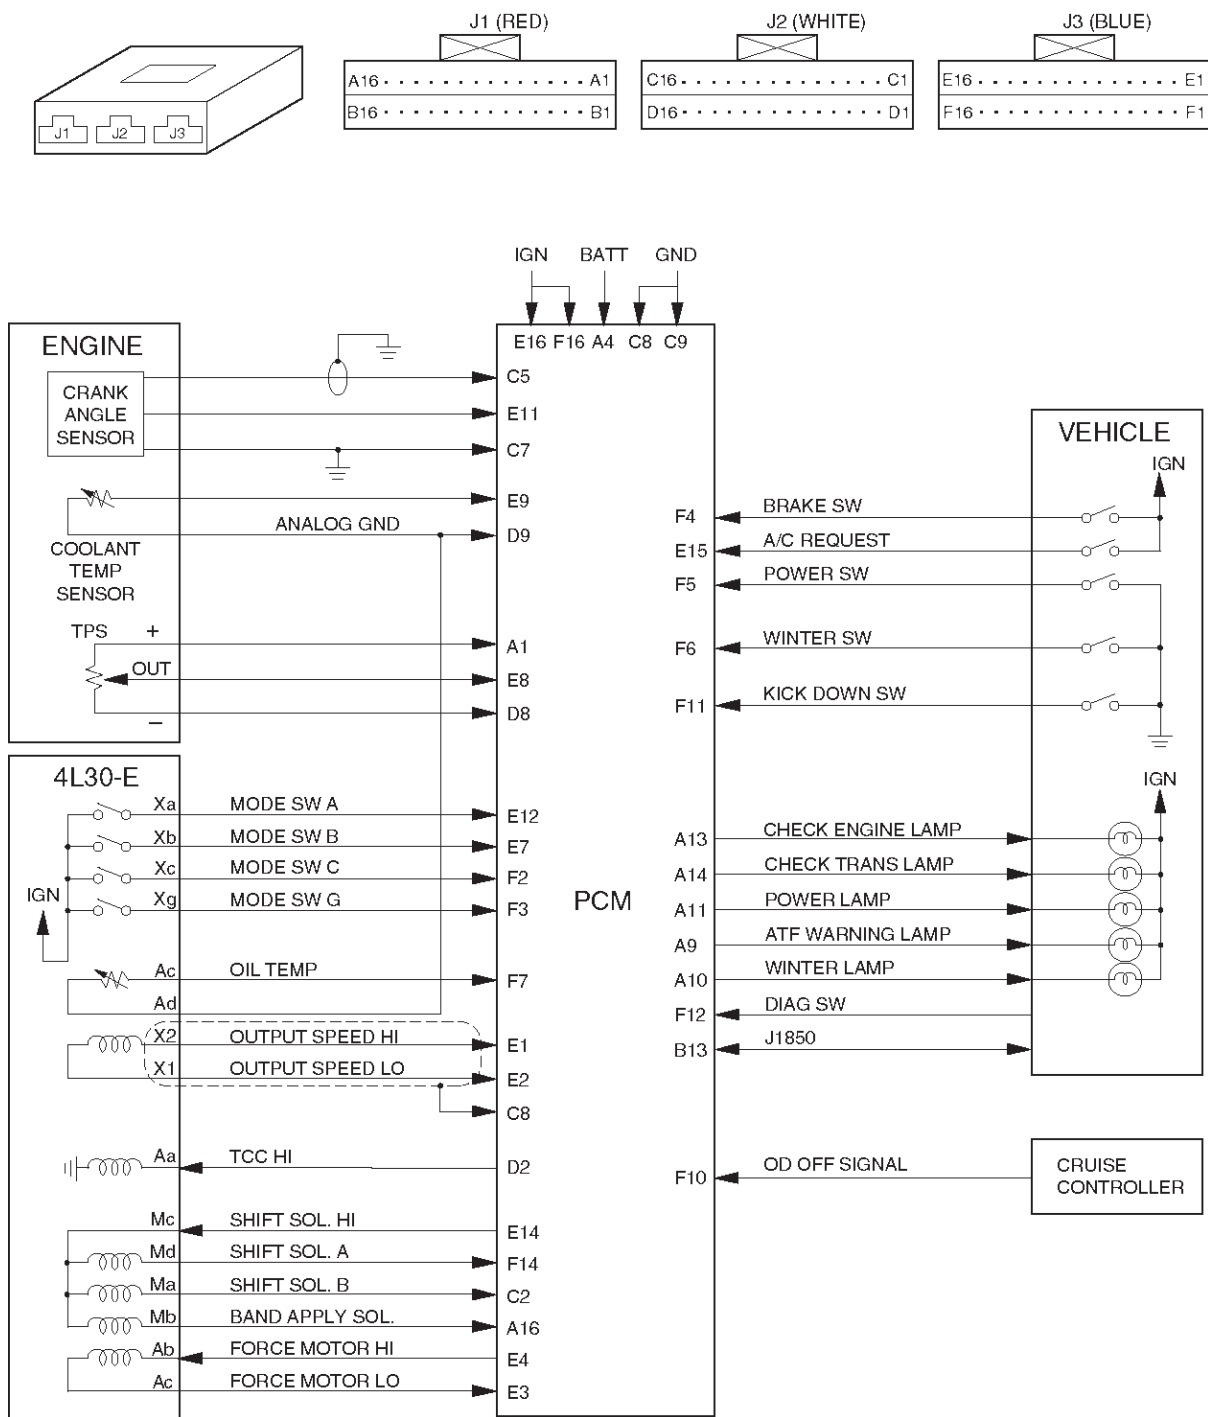 J1 (RED)
J2 (WHITE)
J3 (BLUE)
A16 A1
B16 B1
C16 C1
D16 D1
E16 E1
F16 F1
J1 J2 J3
IGN BATT GND
E16 F16 A4 C8 C9
ENGINE
CRANK
ANGLE
SENSOR
C5
E11
C7
E9
ANALOG GND
D9
COOLANT
TEMP
SENSOR
TPS +
A1
OUT
E8
D8
−
4L30-E
Xa MODE SW A E12
Xb MODE SW B E7
Xc MODE SW C F2
Xg MODE SW G F3
IGN
Ac OIL TEMP F7
Ad
X2 OUTPUT SPEED HI E1
X1 OUTPUT SPEED LO E2
C8
Aa TCC HI D2
Mc SHIFT SOL. HI E14
Md SHIFT SOL. A F14
Ma SHIFT SOL. B C2
Mb BAND APPLY SOL. A16
Ab FORCE MOTOR HI E4
Ac FORCE MOTOR LO E3
PCM
VEHICLE
IGN
F4 BRAKE SW
E15 A/C REQUEST
F5 POWER SW
F6 WINTER SW
F11 KICK DOWN SW
IGN
A13 CHECK ENGINE LAMP
A14 CHECK TRANS LAMP
A11 POWER LAMP
A9 ATF WARNING LAMP
A10 WINTER LAMP
F12 DIAG SW
B13 J1850
F10 OD OFF SIGNAL
CRUISE
CONTROLLER